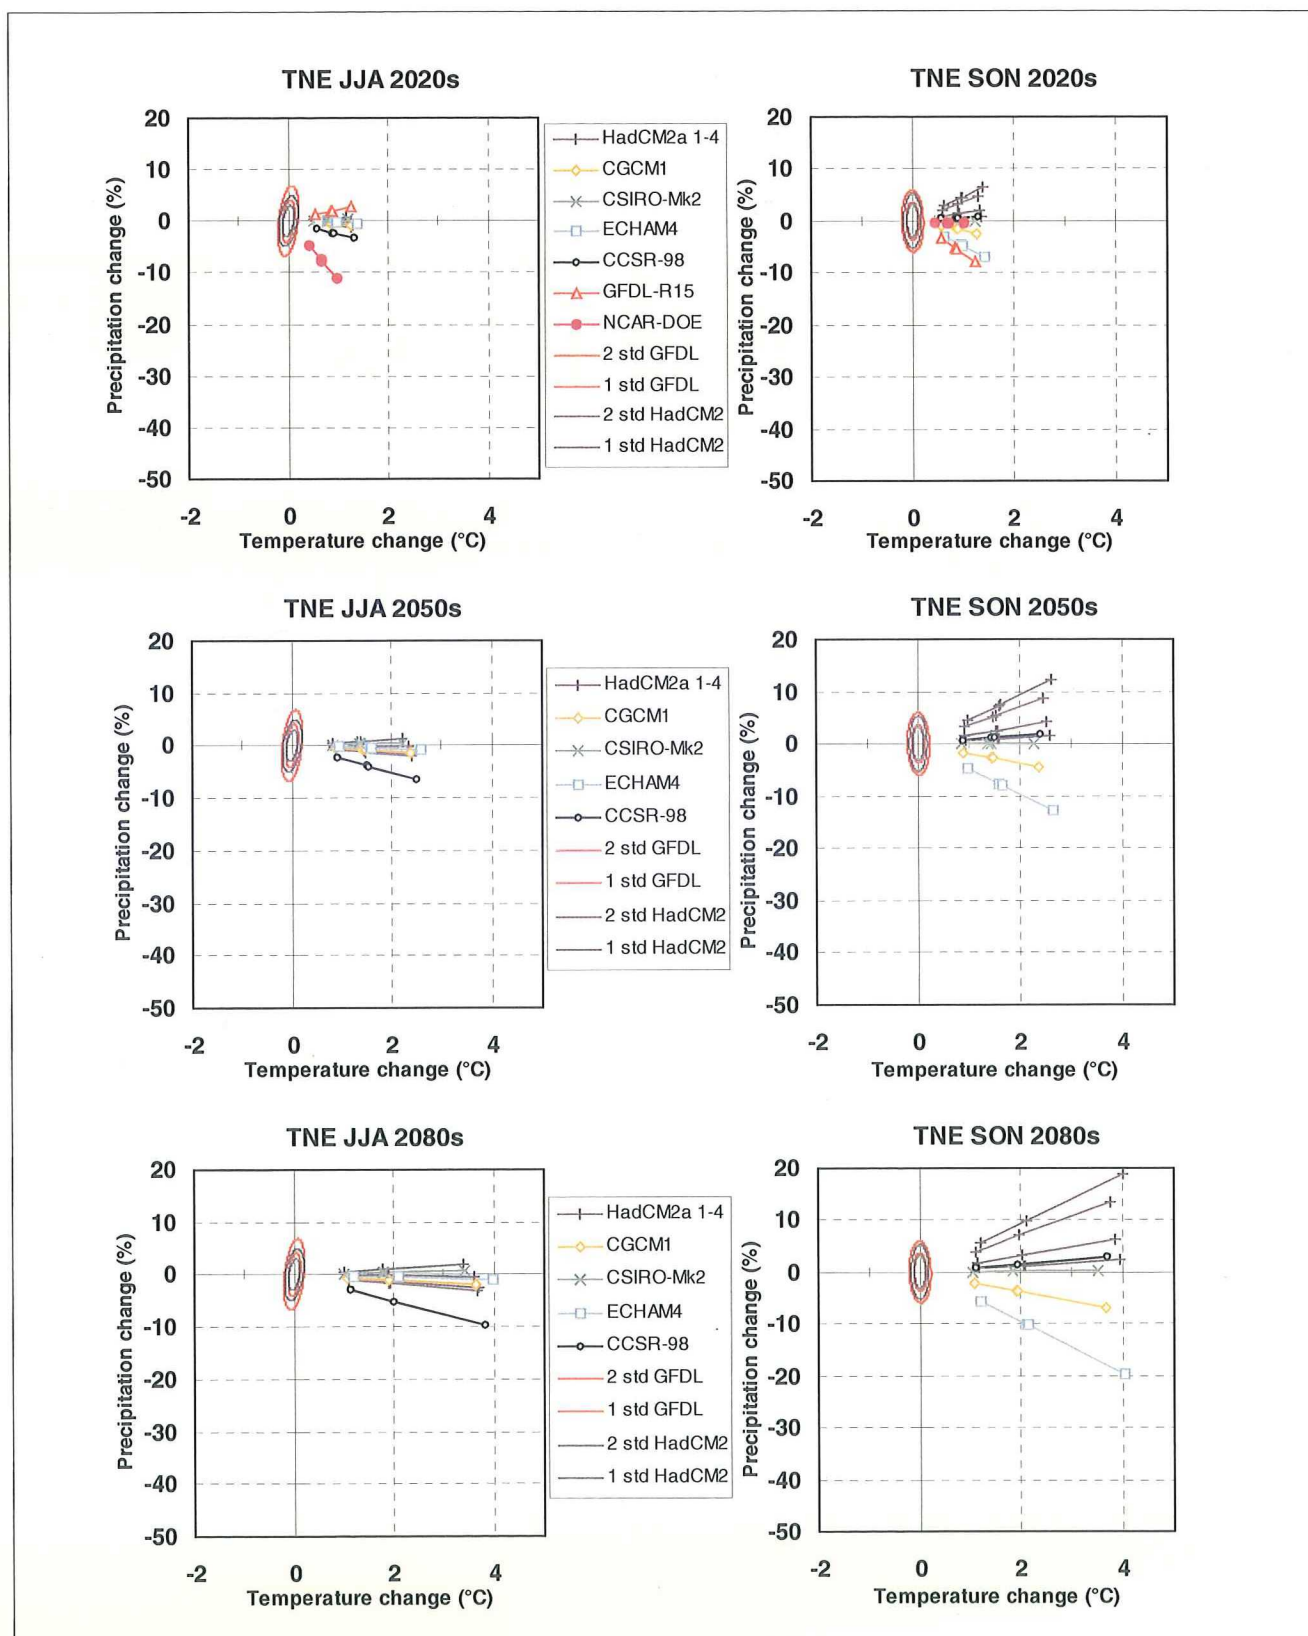 TNE JJA 2020s
Precipitation change (%)
20
10
0
-10
-20
-30
-40
-50
-2 0 2 4
Temperature change (°C)
HadCM2a 1-4
CGCM1
CSIRO-Mk2
ECHAM4
CCSR-98
GFDL-R15
NCAR-DOE
2 std GFDL
1 std GFDL
2 std HadCM2
1 std HadCM2
TNE SON 2020s
Precipitation change (%)
20
10
0
-10
-20
-30
-40
-50
-2 0 2 4
Temperature change (°C)
TNE JJA 2050s
Precipitation change (%)
20
10
0
-10
-20
-30
-40
-50
-2 0 2 4
Temperature change (°C)
HadCM2a 1-4
CGCM1
CSIRO-Mk2
ECHAM4
CCSR-98
2 std GFDL
1 std GFDL
2 std HadCM2
1 std HadCM2
TNE SON 2050s
Precipitation change (%)
20
10
0
-10
-20
-30
-40
-50
-2 0 2 4
Temperature change (°C)
TNE JJA 2080s
Precipitation change (%)
20
10
0
-10
-20
-30
-40
-50
-2 0 2 4
Temperature change (°C)
HadCM2a 1-4
CGCM1
CSIRO-Mk2
ECHAM4
CCSR-98
2 std GFDL
1 std GFDL
2 std HadCM2
1 std HadCM2
TNE SON 2080s
Precipitation change (%)
20
10
0
-10
-20
-30
-40
-50
-2 0 2 4
Temperature change (°C)